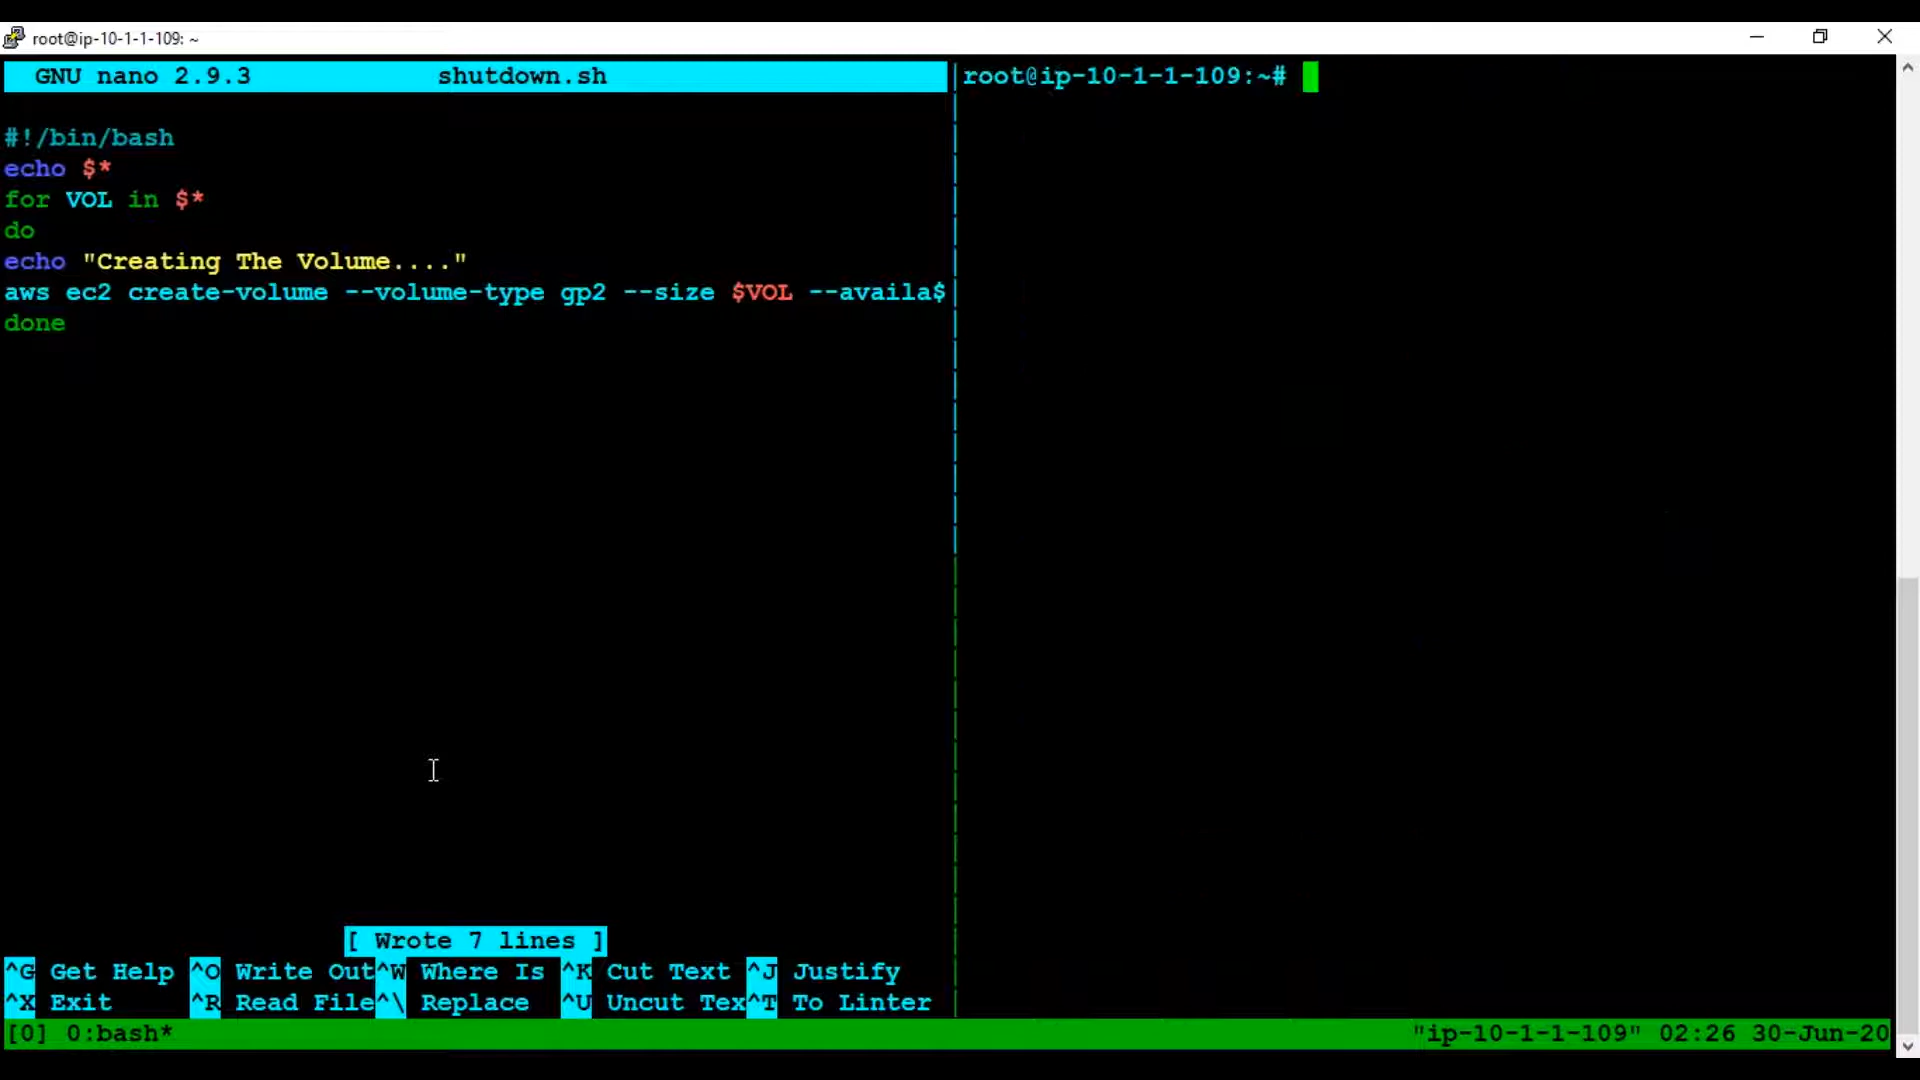 root@ip-10-1-1-109: ~
GNU nano 2.9.3 shutdown.sh
#!/bin/bash
echo $*
for VOL in $*
do
echo "Creating The Volume...."
aws ec2 create-volume --volume-type gp2 --size $VOL --availa$
done
[ Wrote 7 lines ]
^G Get Help ^O Write Out^W Where Is ^K Cut Text ^J Justify
^X Exit ^R Read File^\ Replace ^U Uncut Tex^T To Linter
root@ip-10-1-1-109:~#
[0] 0:bash* "ip-10-1-1-109" 02:26 30-Jun-20